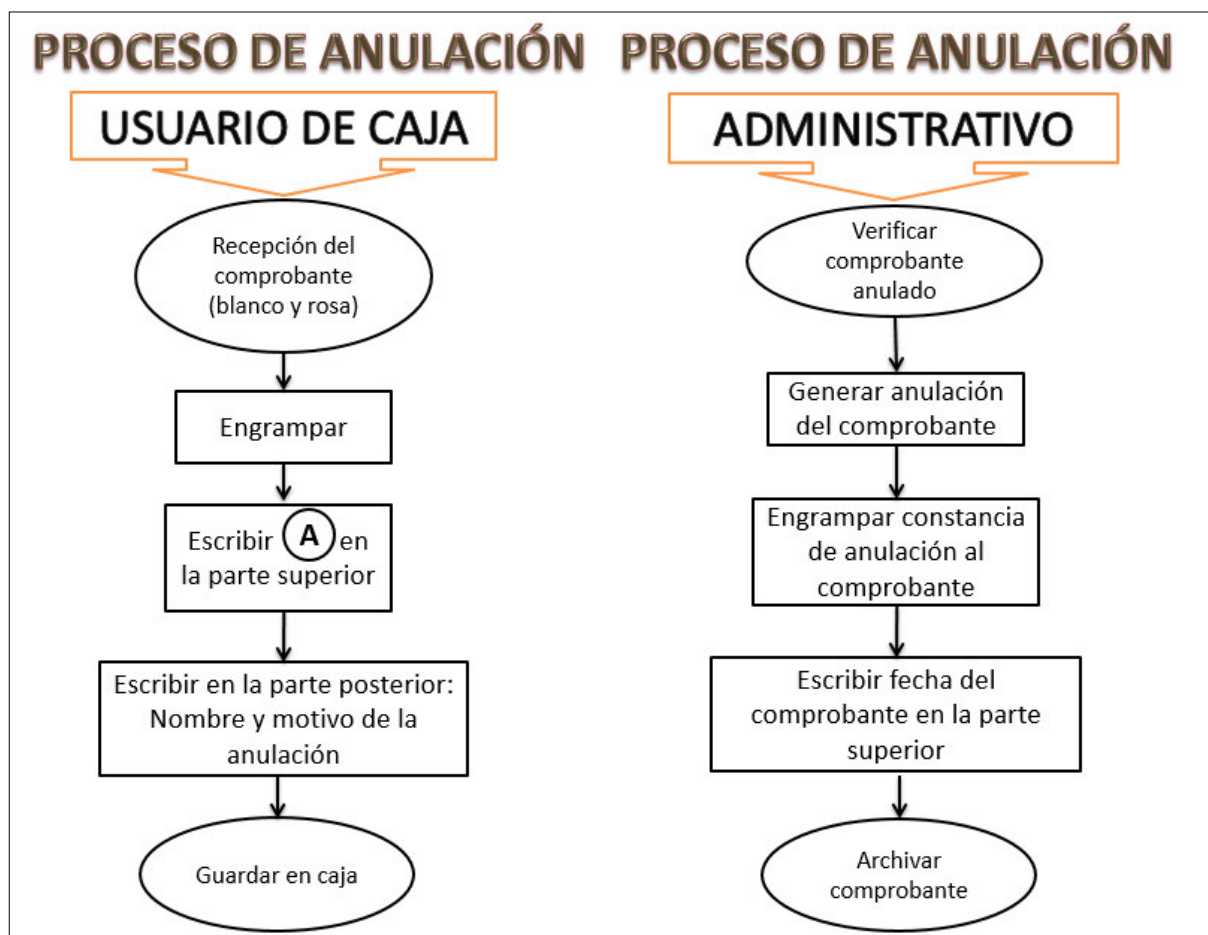 PROCESO DE ANULACIÓN
USUARIO DE CAJA
Recepción del
comprobante
(blanco y rosa)
Engrampar
Escribir A en
la parte superior
Escribir en la parte posterior:
Nombre y motivo de la
anulación
Guardar en caja
PROCESO DE ANULACIÓN
ADMINISTRATIVO
Verificar
comprobante
anulado
Generar anulación
del comprobante
Engrampar constancia
de anulación al
comprobante
Escribir fecha del
comprobante en la parte
superior
Archivar
comprobante